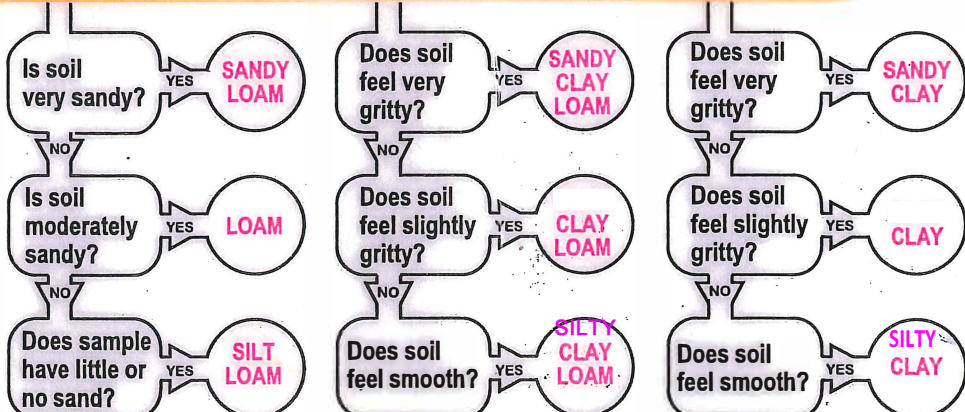 Is soil
very sandy?
YES
SANDY
LOAM
NO
Is soil
moderately
sandy?
YES
LOAM
NO
Does sample
have little or
no sand?
YES
SILT
LOAM
Does soil
feel very
gritty?
YES
SANDY
CLAY
LOAM
NO
Does soil
feel slightly
gritty?
YES
CLAY
LOAM
NO
Does soil
feel smooth?
YES
SILTY
CLAY
LOAM
Does soil
feel very
gritty?
YES
SANDY
CLAY
NO
Does soil
feel slightly
gritty?
YES
CLAY
NO
Does soil
feel smooth?
YES
SILTY
CLAY